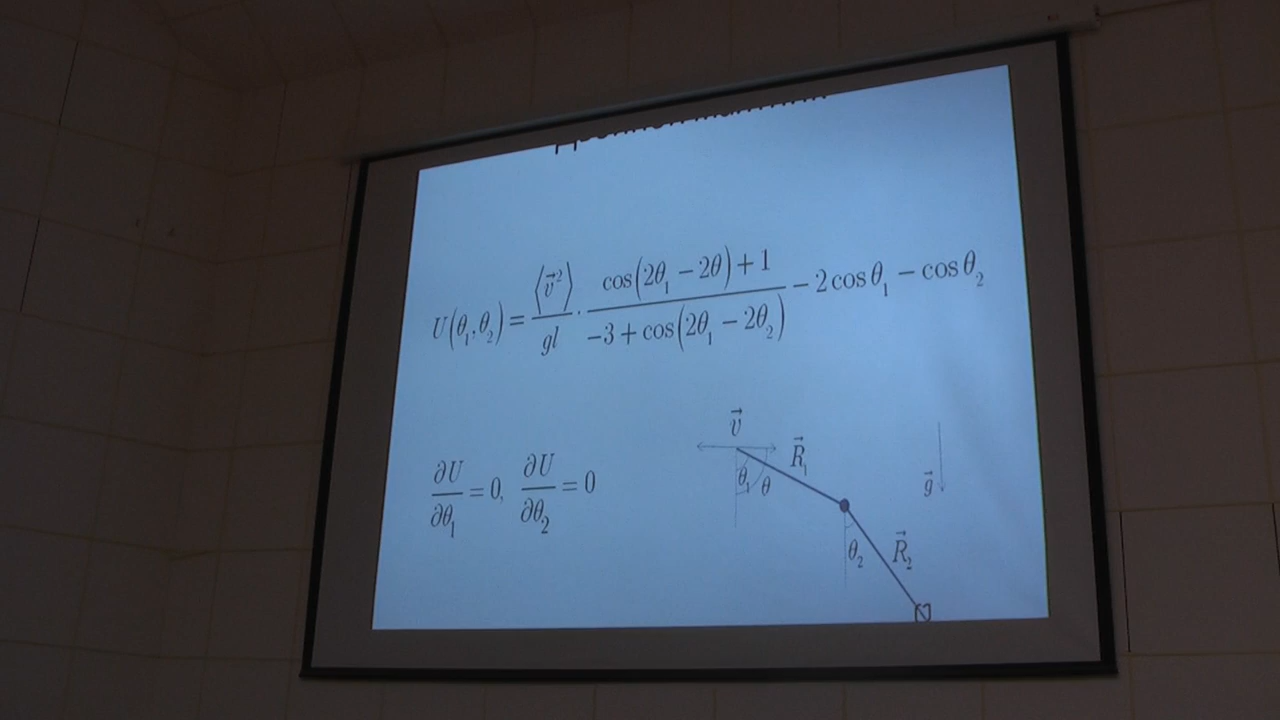 U(θ₁,θ₂) = ⟨v⃗²⟩/gl · (cos(2θ₁ − 2θ) + 1)/(−3 + cos(2θ₁ − 2θ₂)) − 2cosθ₁ − cosθ₂
∂U/∂θ₁ = 0, ∂U/∂θ₂ = 0
v⃗
R⃗₁
θ₁ θ
g⃗
θ₂ R⃗₂